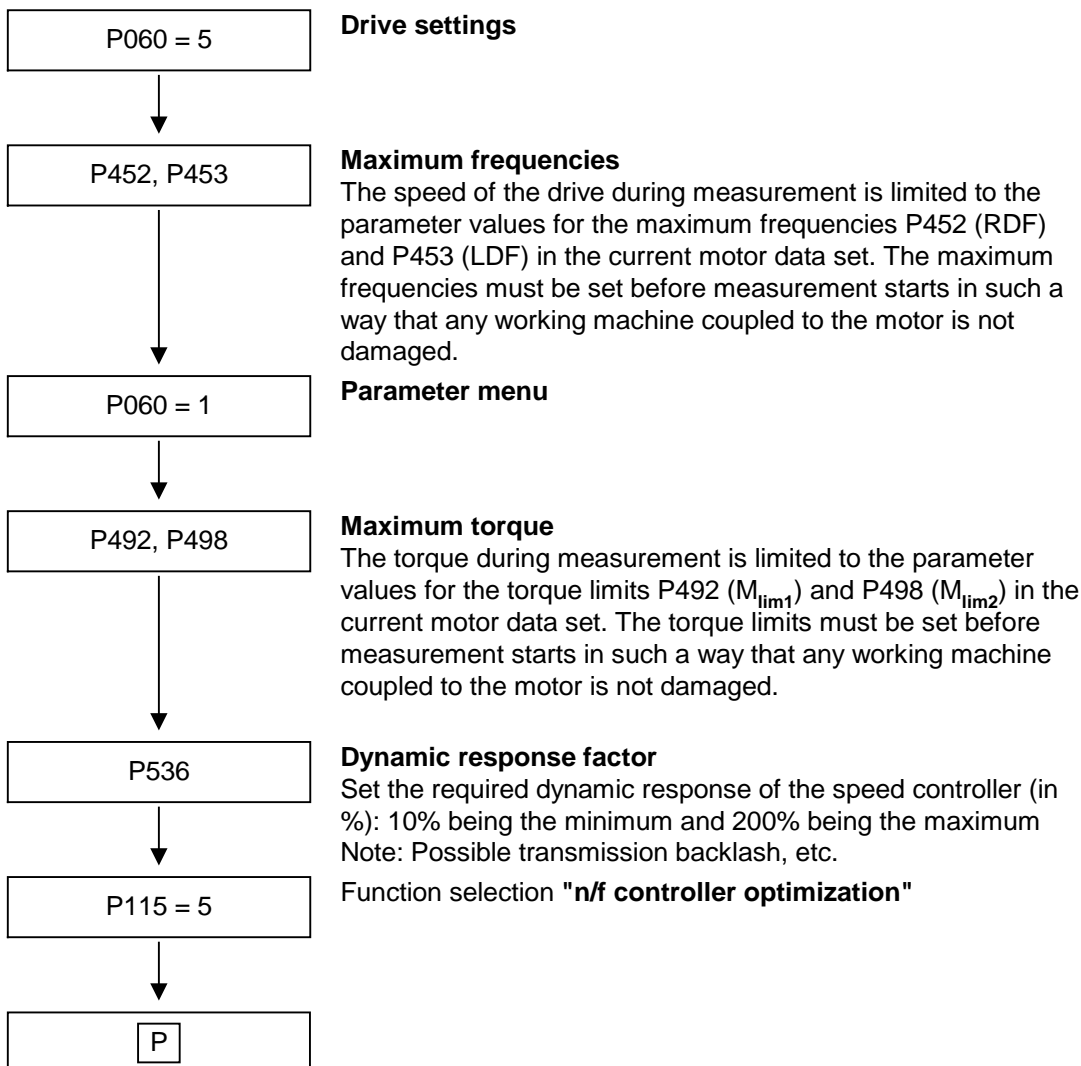 P060 = 5
Drive settings
P452, P453
Maximum frequencies
The speed of the drive during measurement is limited to the
parameter values for the maximum frequencies P452 (RDF)
and P453 (LDF) in the current motor data set. The maximum
frequencies must be set before measurement starts in such a
way that any working machine coupled to the motor is not
damaged.
P060 = 1
Parameter menu
P492, P498
Maximum torque
The torque during measurement is limited to the parameter
values for the torque limits P492 (Mlim1) and P498 (Mlim2) in the
current motor data set. The torque limits must be set before
measurement starts in such a way that any working machine
coupled to the motor is not damaged.
P536
Dynamic response factor
Set the required dynamic response of the speed controller (in
%): 10% being the minimum and 200% being the maximum
Note: Possible transmission backlash, etc.
P115 = 5
Function selection "n/f controller optimization"
P